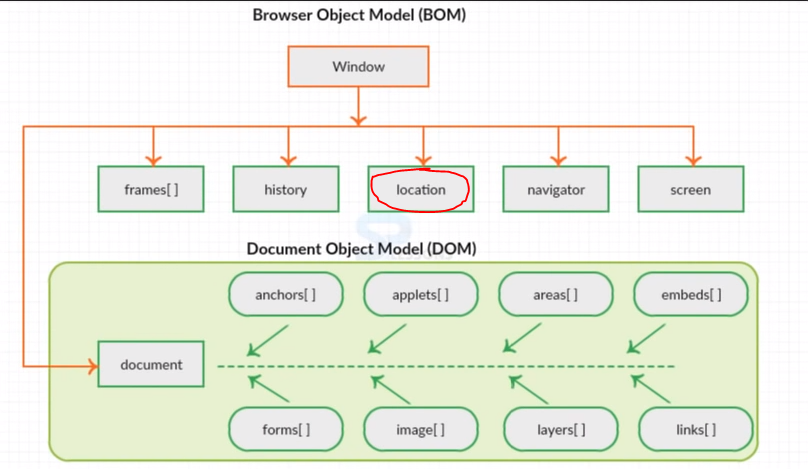 Browser Object Model (BOM)
Window
frames[ ]
history
location
navigator
screen
Document Object Model (DOM)
anchors[ ]
applets[ ]
areas[ ]
embeds[ ]
document
forms[ ]
image[ ]
layers[ ]
links[ ]